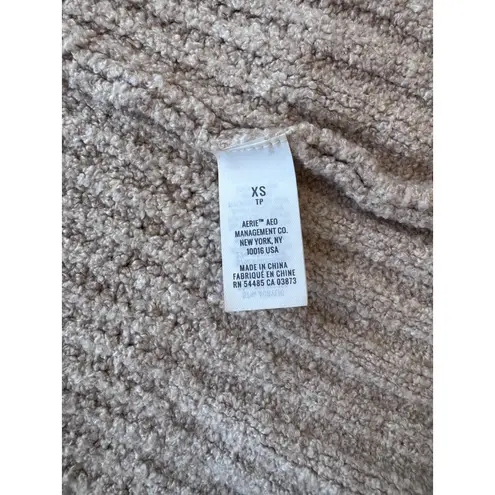 XS
TP
AERIE™ AEO
MANAGEMENT CO.
NEW YORK, NY
10016 USA
MADE IN CHINA
FABRIQUÉ EN CHINE
RN 54485 CA 03873